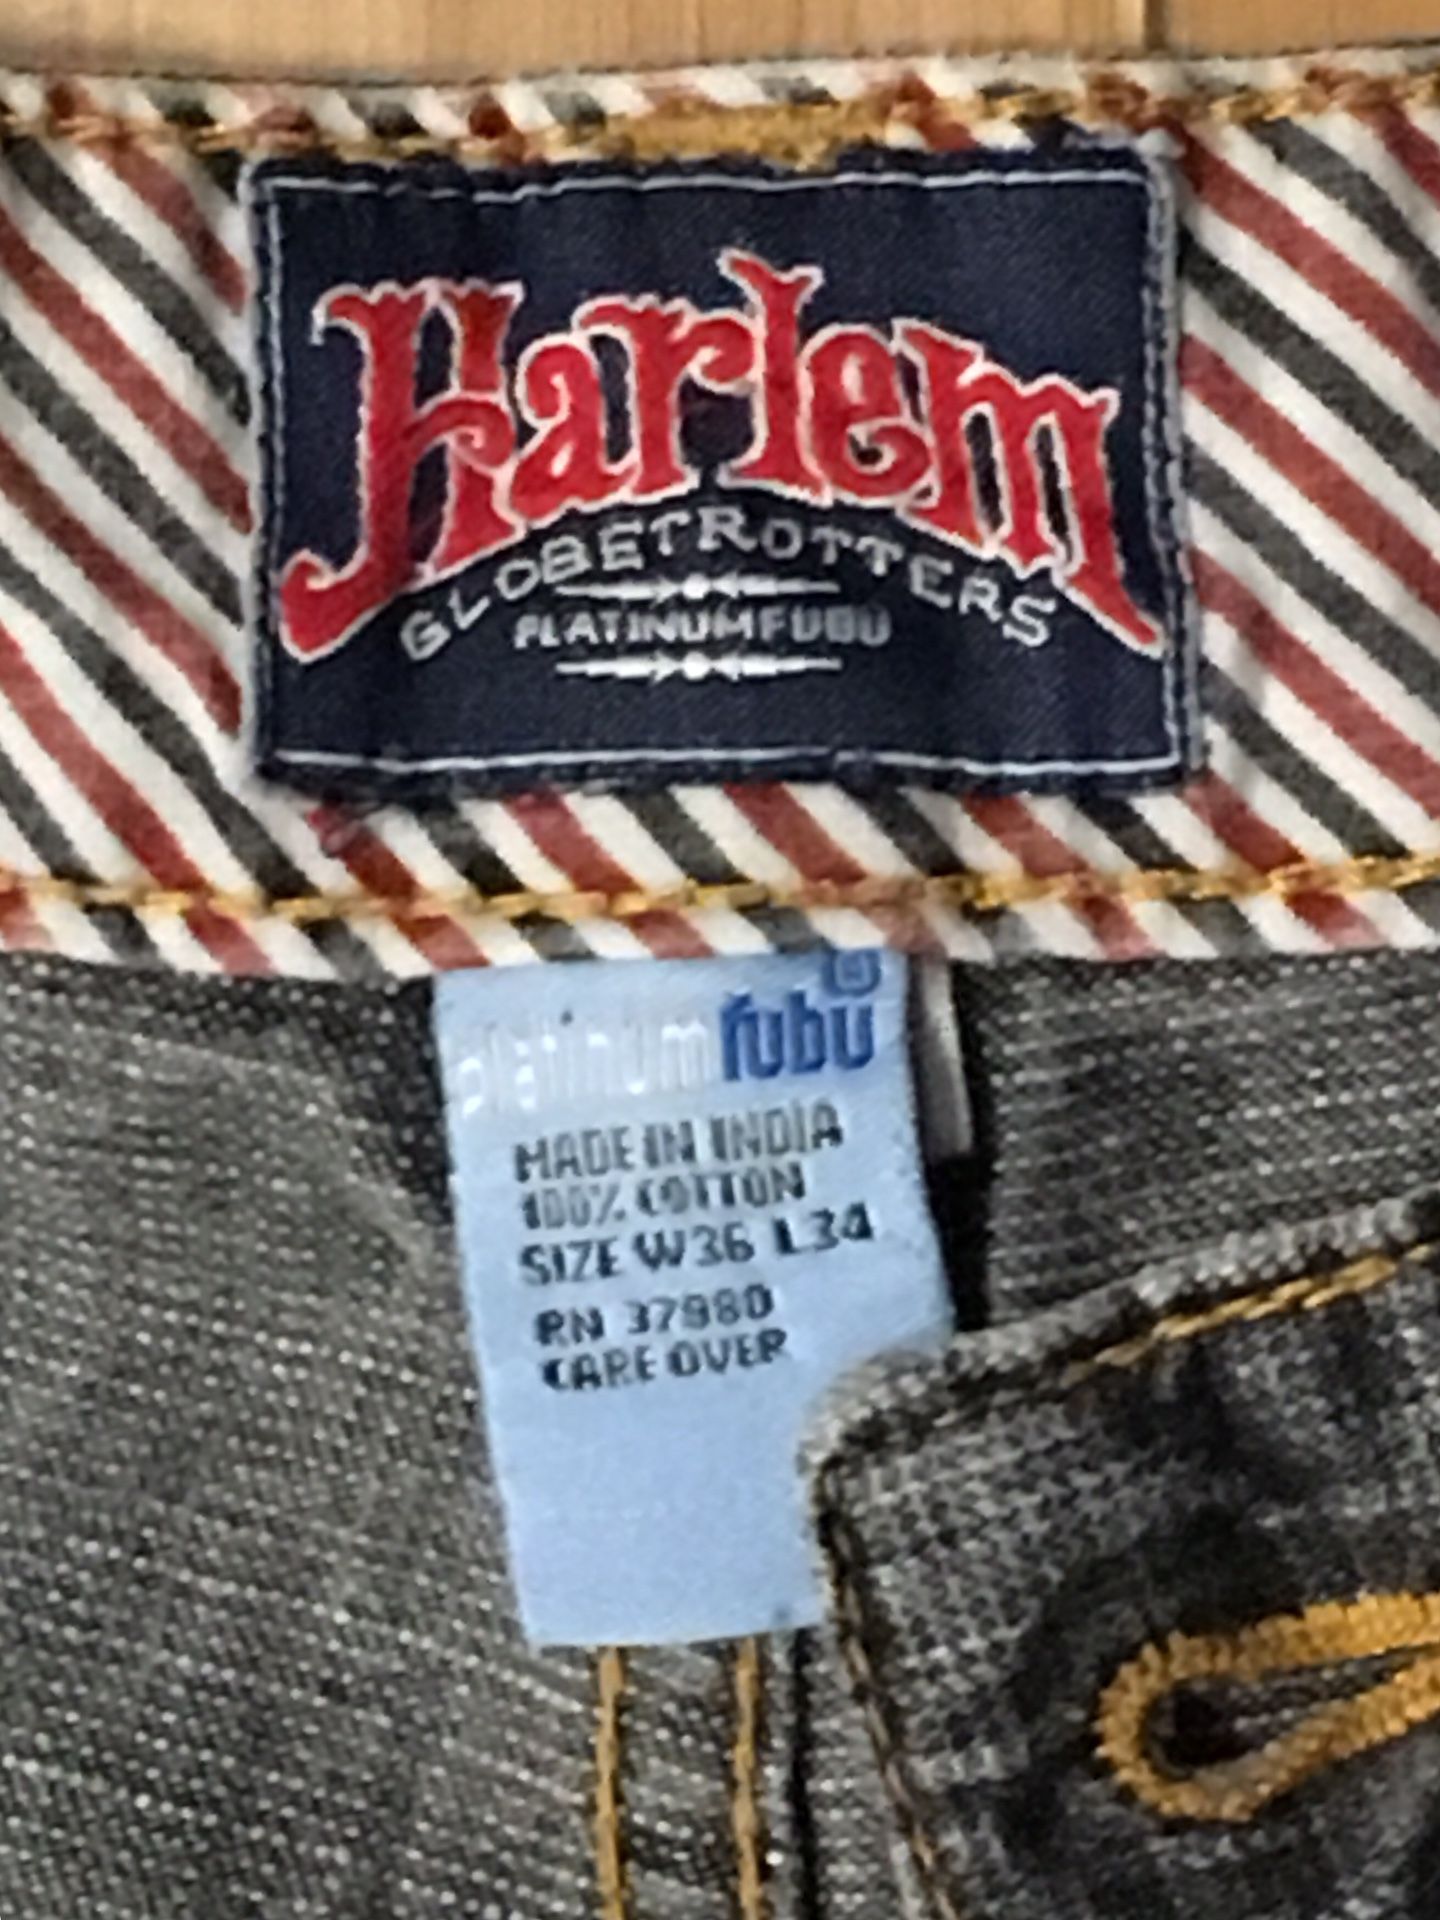 Harlem
GLOBETROTTERS
PLATINUMFUBU
platinumfubu
MADE IN INDIA
100% COTTON
SIZE W36 L34
RN 37980
CARE OVER